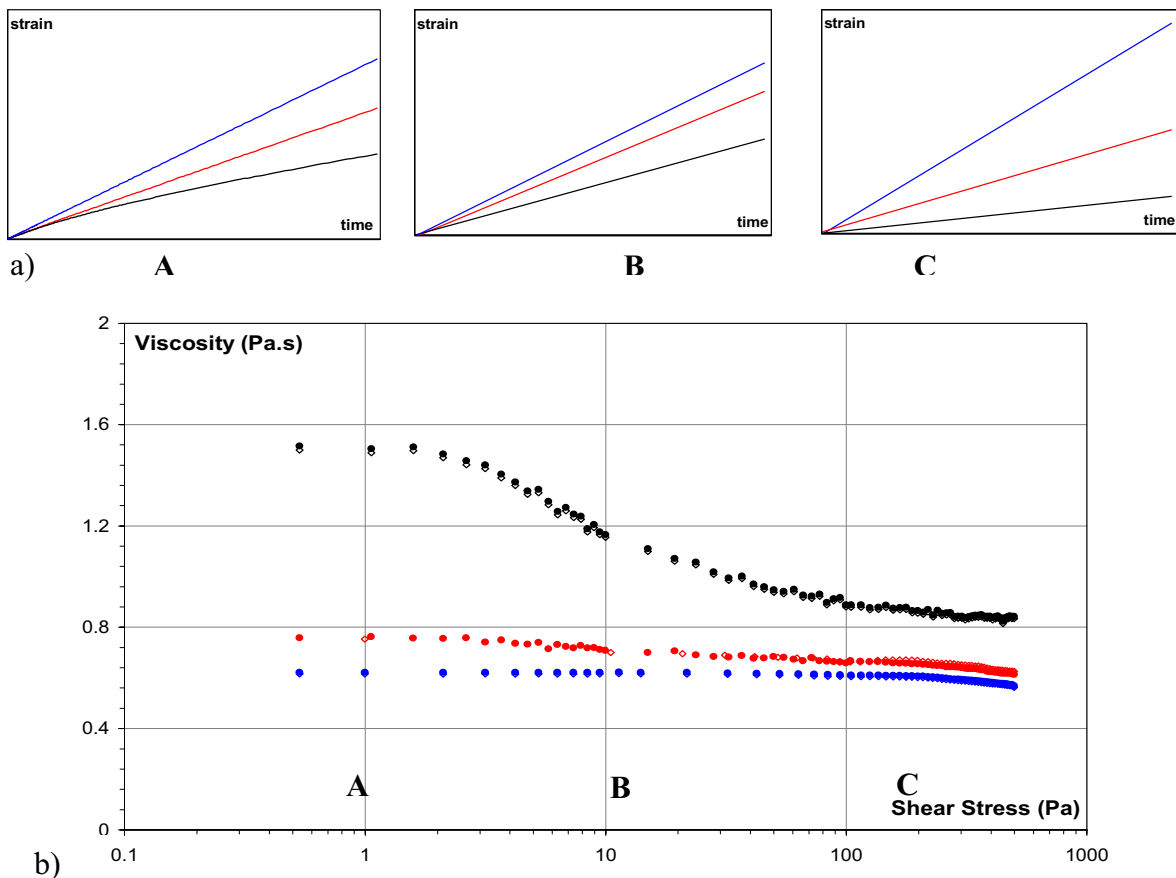 strain
time
strain
time
strain
time
a)
A
B
C
Viscosity (Pa.s)
2
1.6
1.2
0.8
0.4
0
A
B
C
Shear Stress (Pa)
0.1
1
10
100
1000
b)